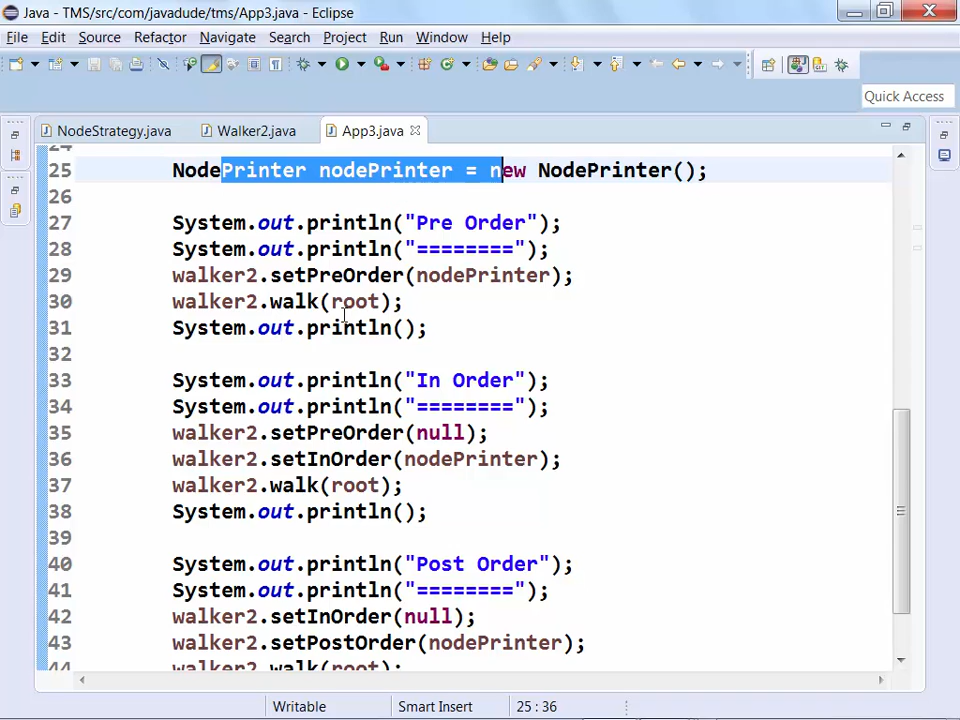 Java - TMS/src/com/javadude/tms/App3.java - Eclipse
File Edit Source Refactor Navigate Search Project Run Window Help
Quick Access
NodeStrategy.java Walker2.java App3.java
24
25 NodePrinter nodePrinter = new NodePrinter();
26
27 System.out.println("Pre Order");
28 System.out.println("========");
29 walker2.setPreOrder(nodePrinter);
30 walker2.walk(root);
31 System.out.println();
32
33 System.out.println("In Order");
34 System.out.println("========");
35 walker2.setPreOrder(null);
36 walker2.setInOrder(nodePrinter);
37 walker2.walk(root);
38 System.out.println();
39
40 System.out.println("Post Order");
41 System.out.println("========");
42 walker2.setInOrder(null);
43 walker2.setPostOrder(nodePrinter);
44 walker2.walk(root);
Writable Smart Insert 25 : 36